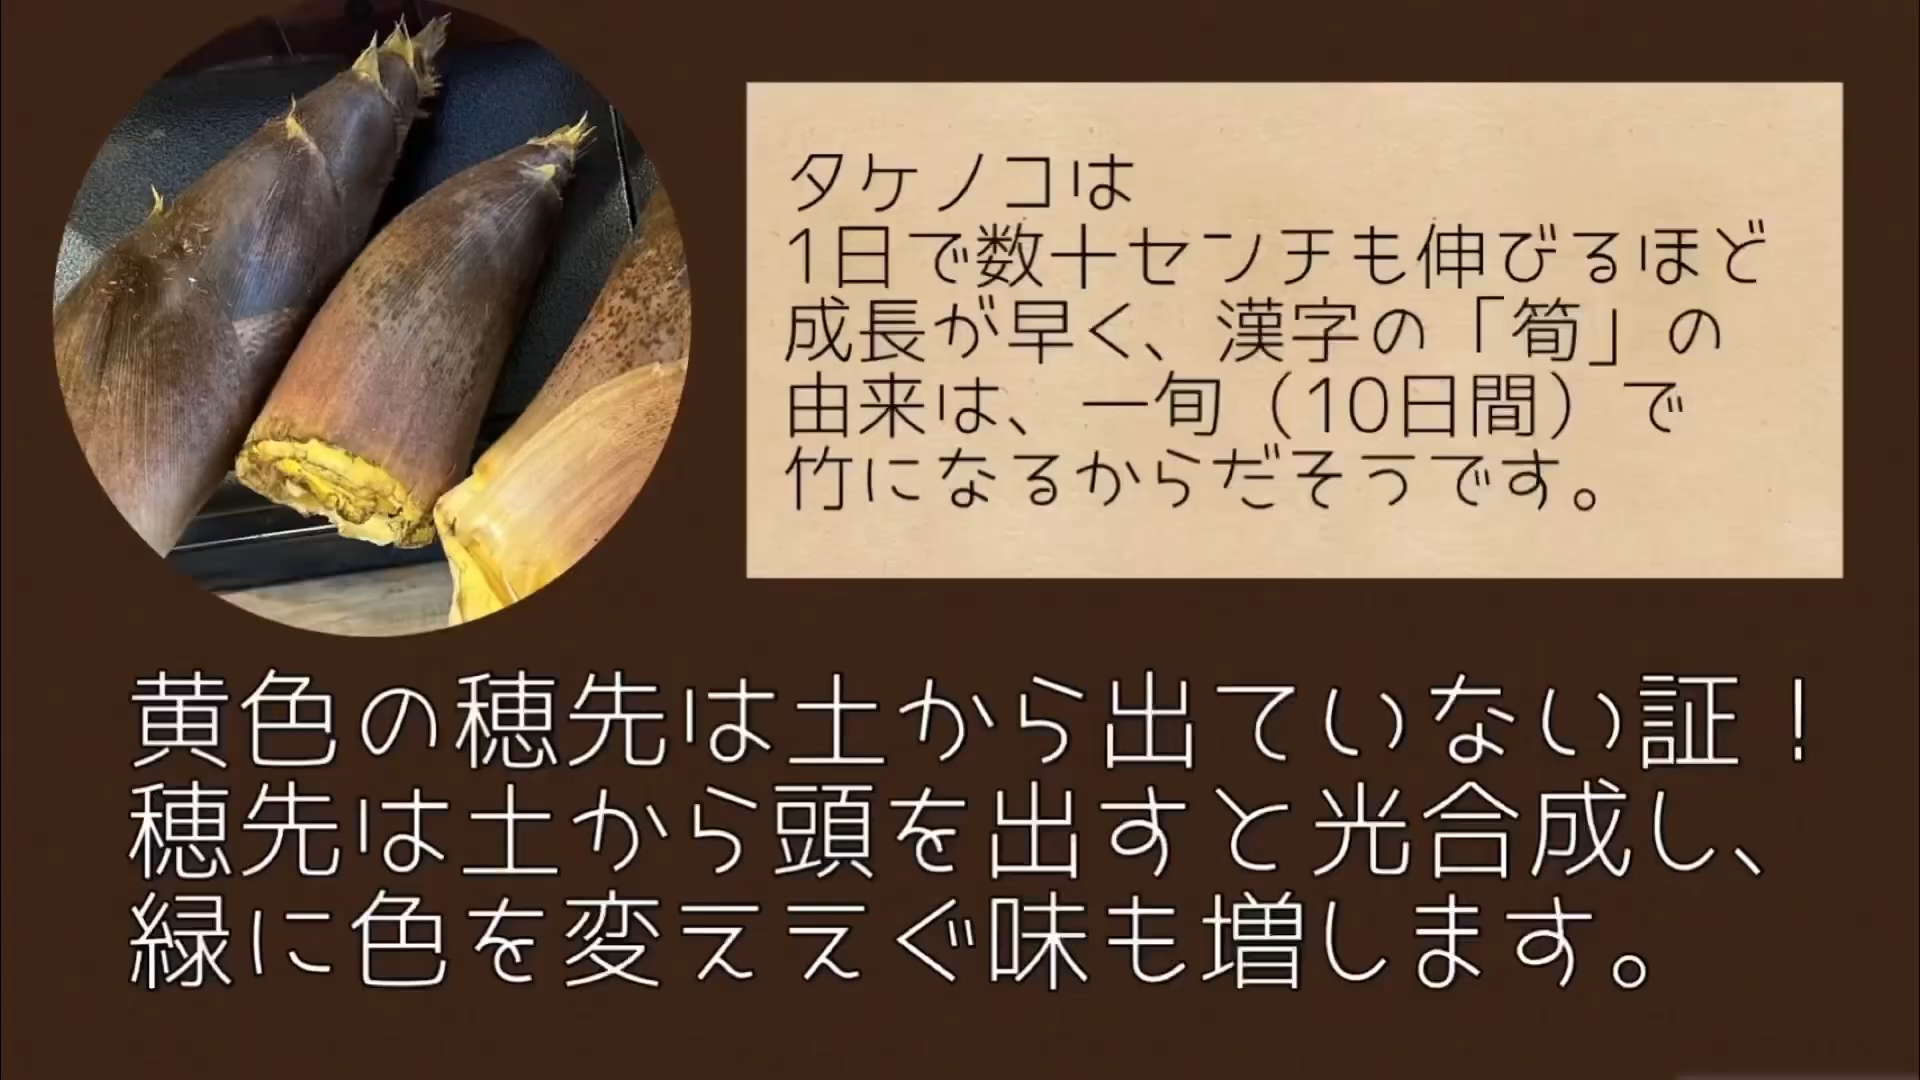 タケノコは
1日で数十センチも伸びるほど
成長が早く、漢字の「筍」の
由来は、一旬（10日間）で
竹になるからだそうです。
黄色の穂先は土から出ていない証！
穂先は土から頭を出すと光合成し、
緑に色を変ええぐ味も増します。